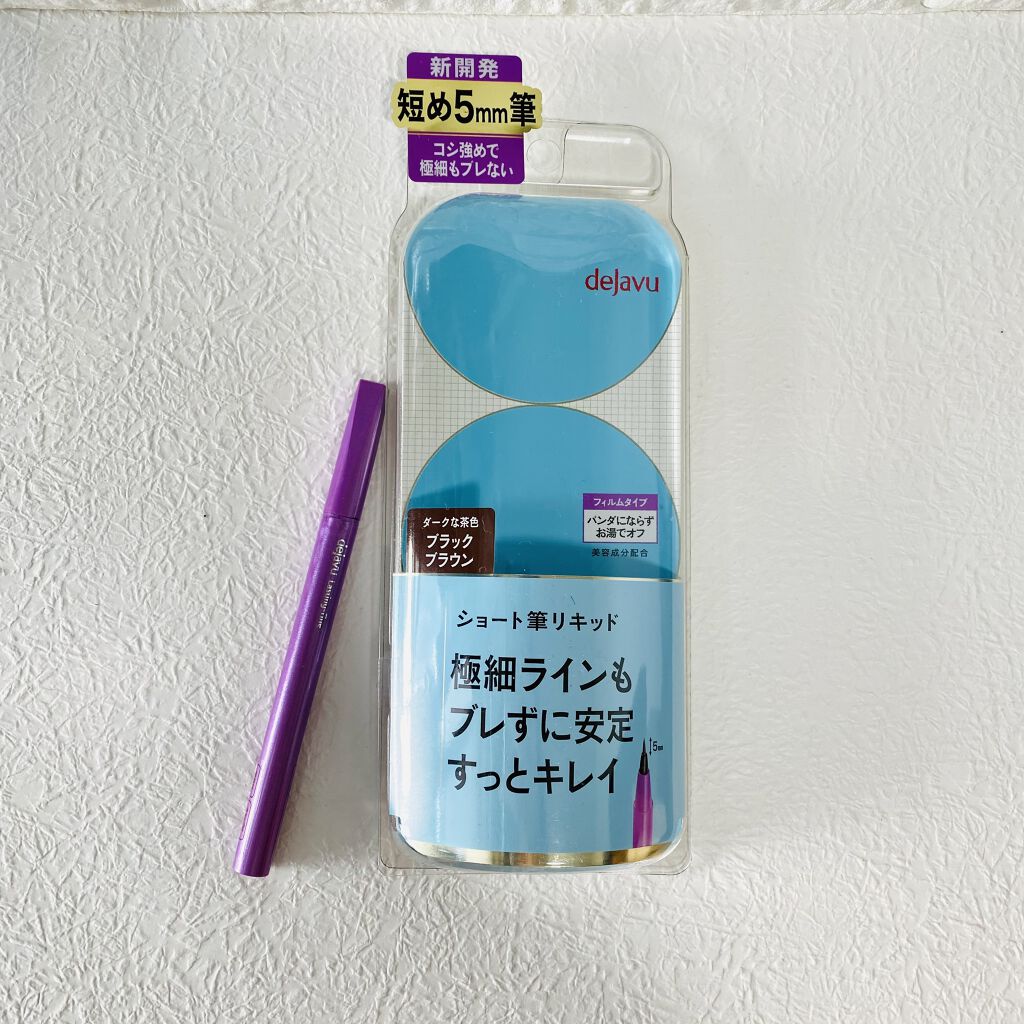 新開発
短め5mm筆
コシ強めで
極細もブレない
dejavu
フィルムタイプ
パンダにならず
お湯でオフ
美容成分配合
ダークな茶色
ブラック
ブラウン
ショート筆リキッド
極細ラインも
ブレずに安定
すっとキレイ
5mm
dejavu Lasting-fine